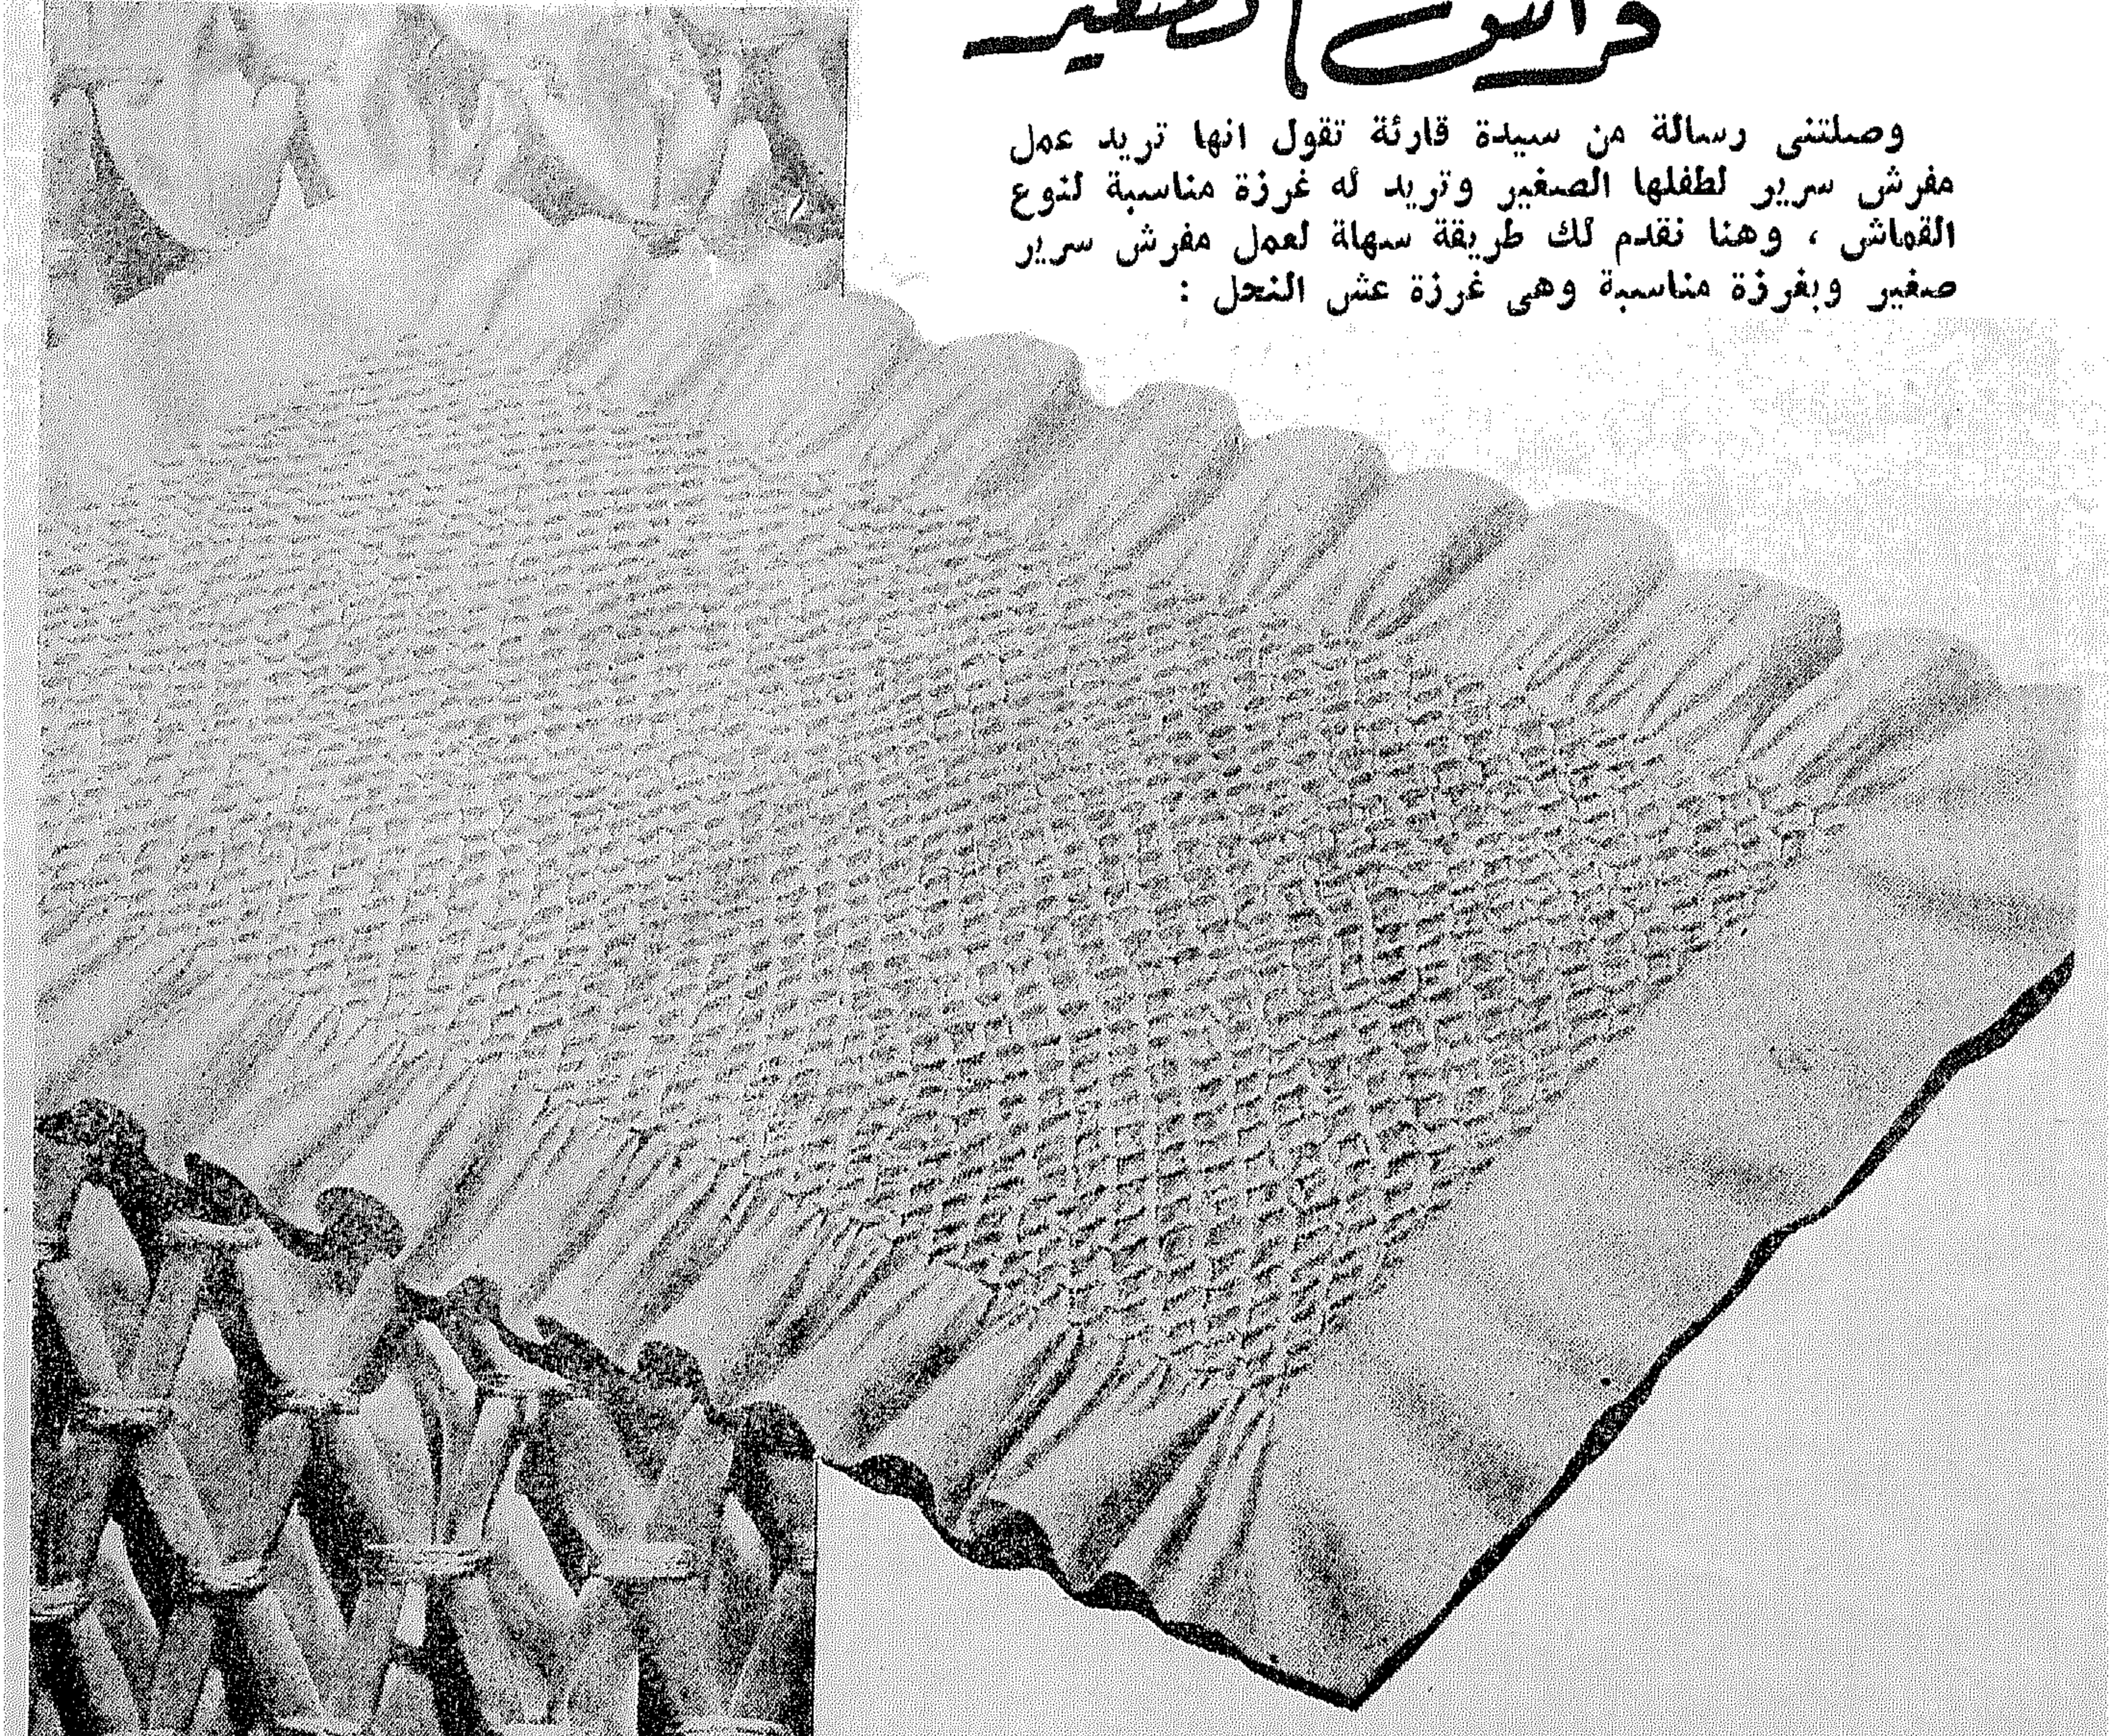 وصلتنى رسالة من سيدة قارئة تقول انها تريد عمل
مفرش سرير لطفلها الصغير وتريد له غرزة مناسبة لنوع
القماش ، وهنا نقدم لك طريقة سهلة لعمل مفرش سرير
صغير وبغرزة مناسبة وهى غرزة عش النحل :